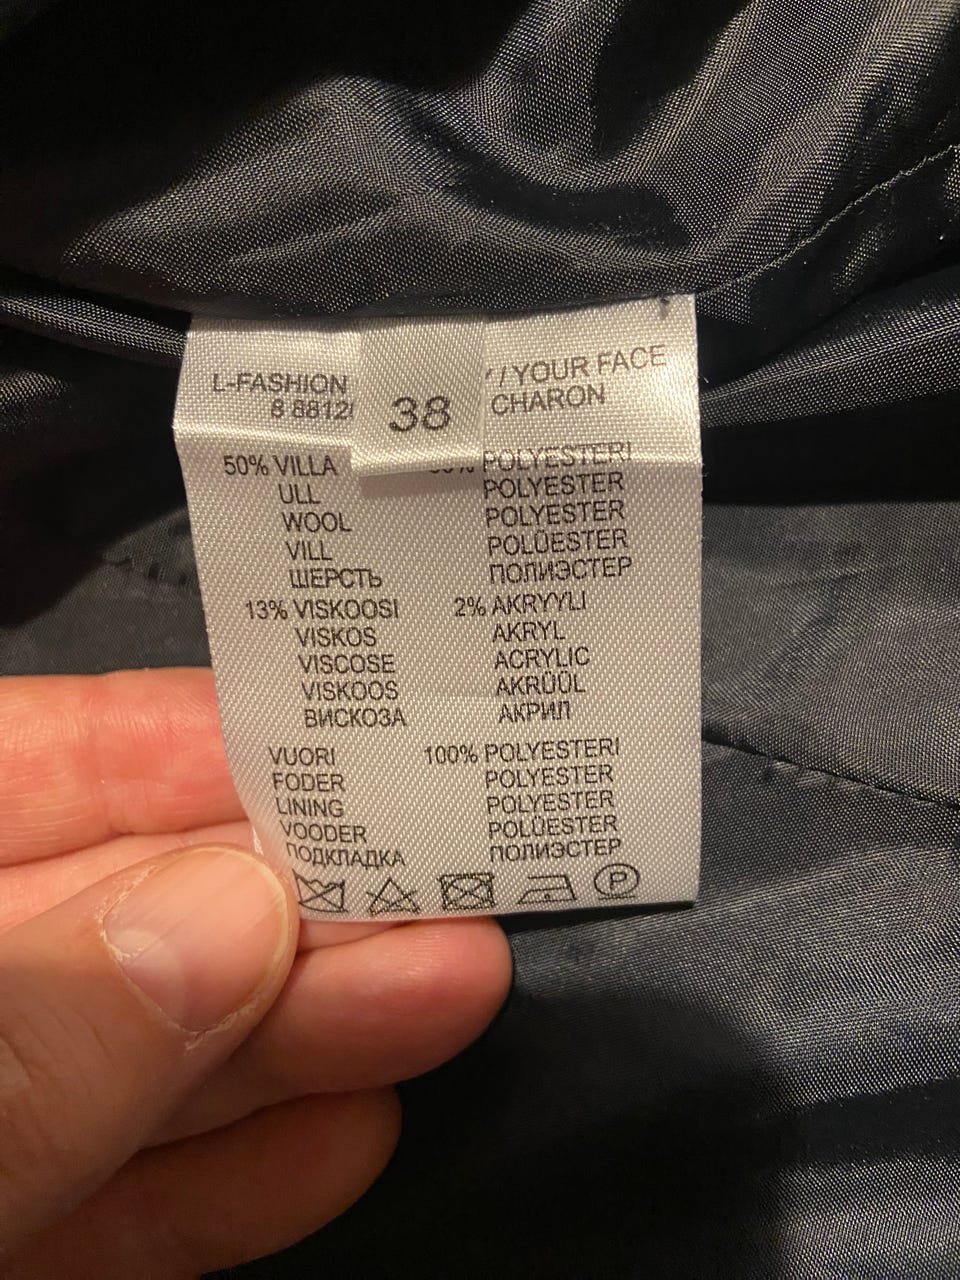 L-FASHION
/ YOUR FACE
8 8812
CHARON
38
50% VILLA
POLYESTERI
ULL
POLYESTER
WOOL
POLYESTER
VILL
POLÜESTER
ШЕРСТЬ
ПОЛИЭСТЕР
13% VISKOOSI
2% AKRYYLI
VISKOS
AKRYL
VISCOSE
ACRYLIC
VISKOOS
AKRÜÜL
ВИСКОЗА
АКРИЛ
VUORI
100% POLYESTERI
FODER
POLYESTER
LINING
POLYESTER
VOODER
POLÜESTER
ПОДКЛАДКА
ПОЛИЭСТЕР
P